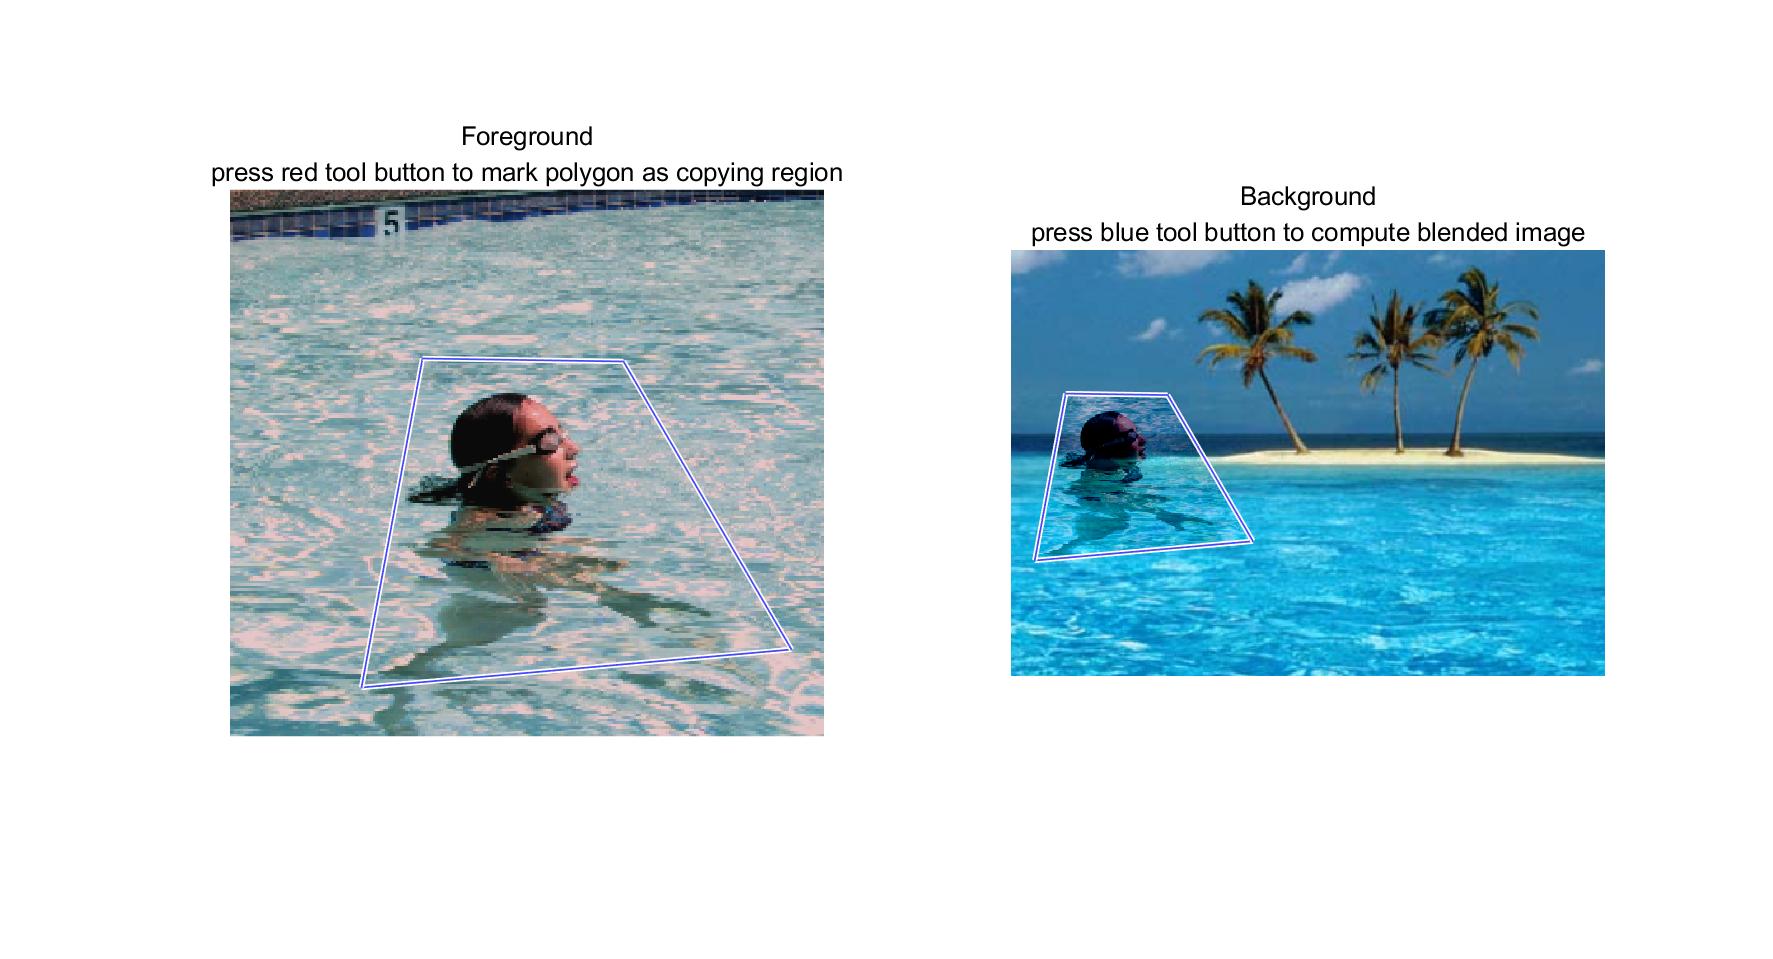 Foreground
press red tool button to mark polygon as copying region
5
Background
press blue tool button to compute blended image